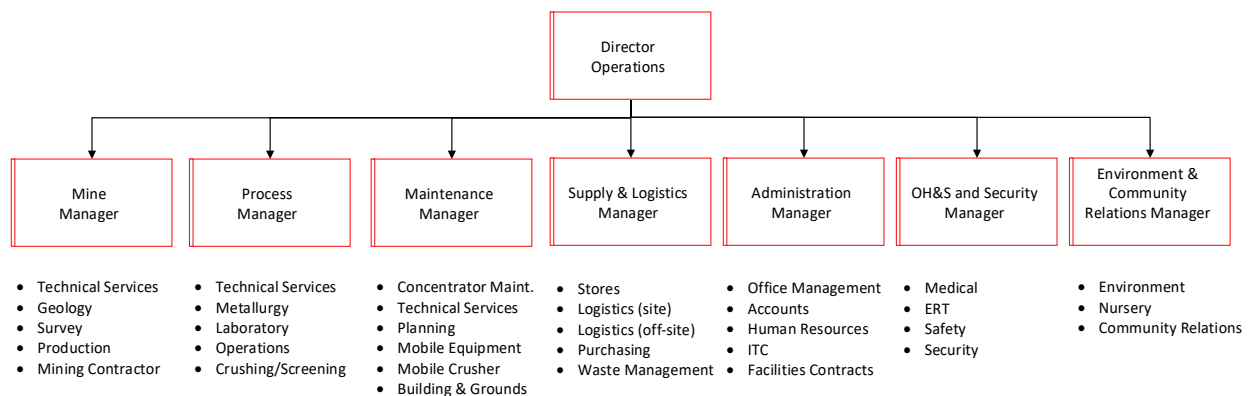 Director
Operations
Mine
Manager
Process
Manager
Maintenance
Manager
Supply & Logistics
Manager
Administration
Manager
OH&S and Security
Manager
Environment &
Community
Relations Manager
• Technical Services
• Geology
• Survey
• Production
• Mining Contractor
• Technical Services
• Metallurgy
• Laboratory
• Operations
• Crushing/Screening
• Concentrator Maint.
• Technical Services
• Planning
• Mobile Equipment
• Mobile Crusher
• Building & Grounds
• Stores
• Logistics (site)
• Logistics (off-site)
• Purchasing
• Waste Management
• Office Management
• Accounts
• Human Resources
• ITC
• Facilities Contracts
• Medical
• ERT
• Safety
• Security
• Environment
• Nursery
• Community Relations